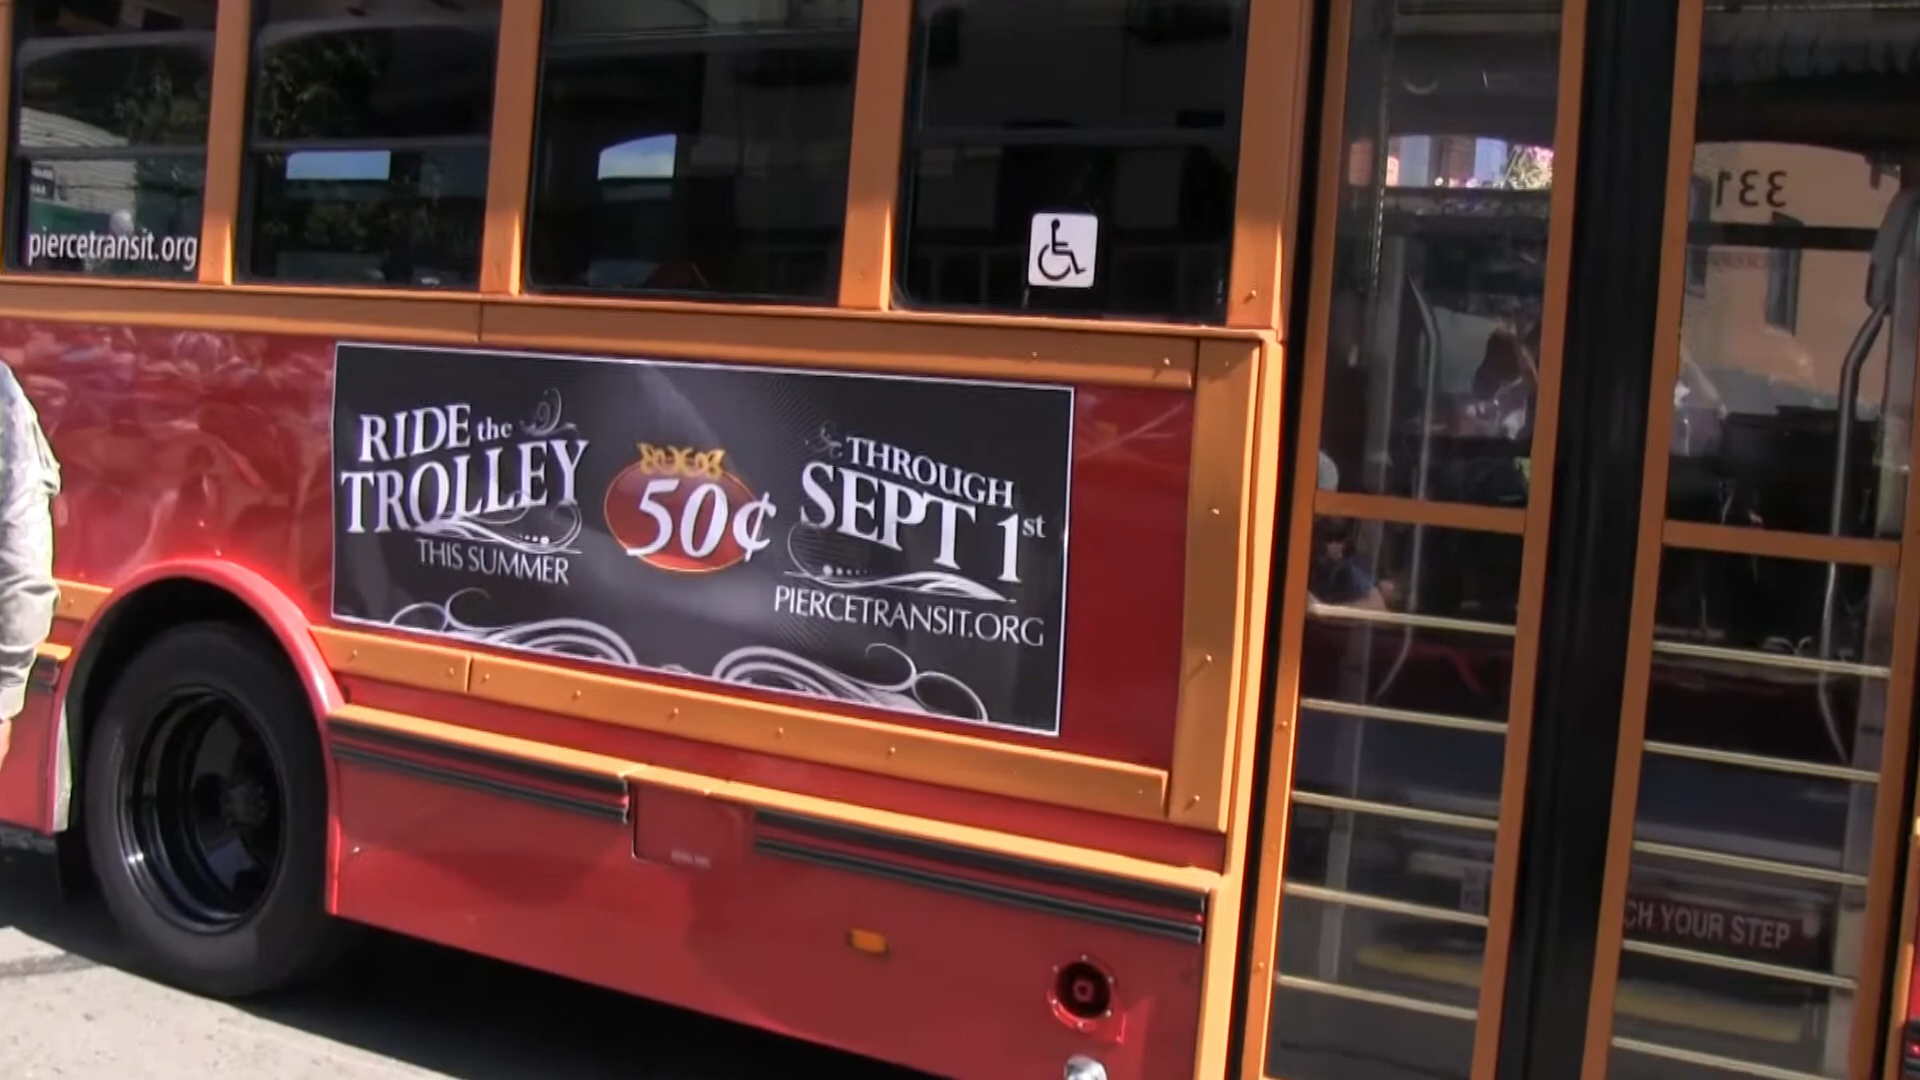 piercetransit.org
331
RIDE the
TROLLEY
THIS SUMMER
50¢
THROUGH
SEPT 1st
PIERCETRANSIT.ORG
CH YOUR STEP